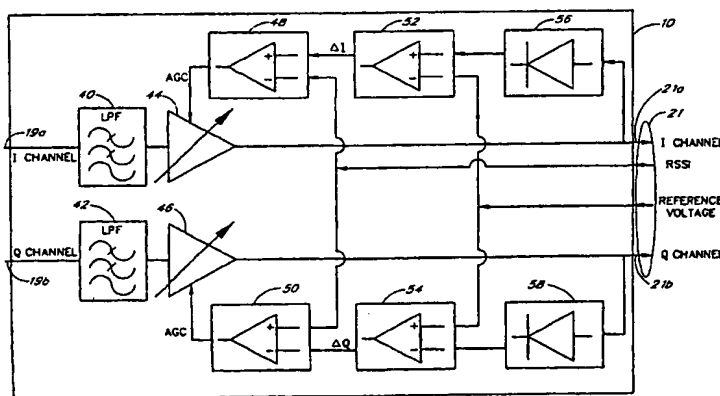 48
52
56
10
ΔI
AGC
+
−
+
−
21a
21
40
LPF
44
19a
I CHANNEL
I CHANNEL
RSSI
42
LPF
46
REFERENCE
VOLTAGE
Q CHANNEL
Q CHANNEL
19b
21b
50
54
58
AGC
+
−
ΔQ
+
−